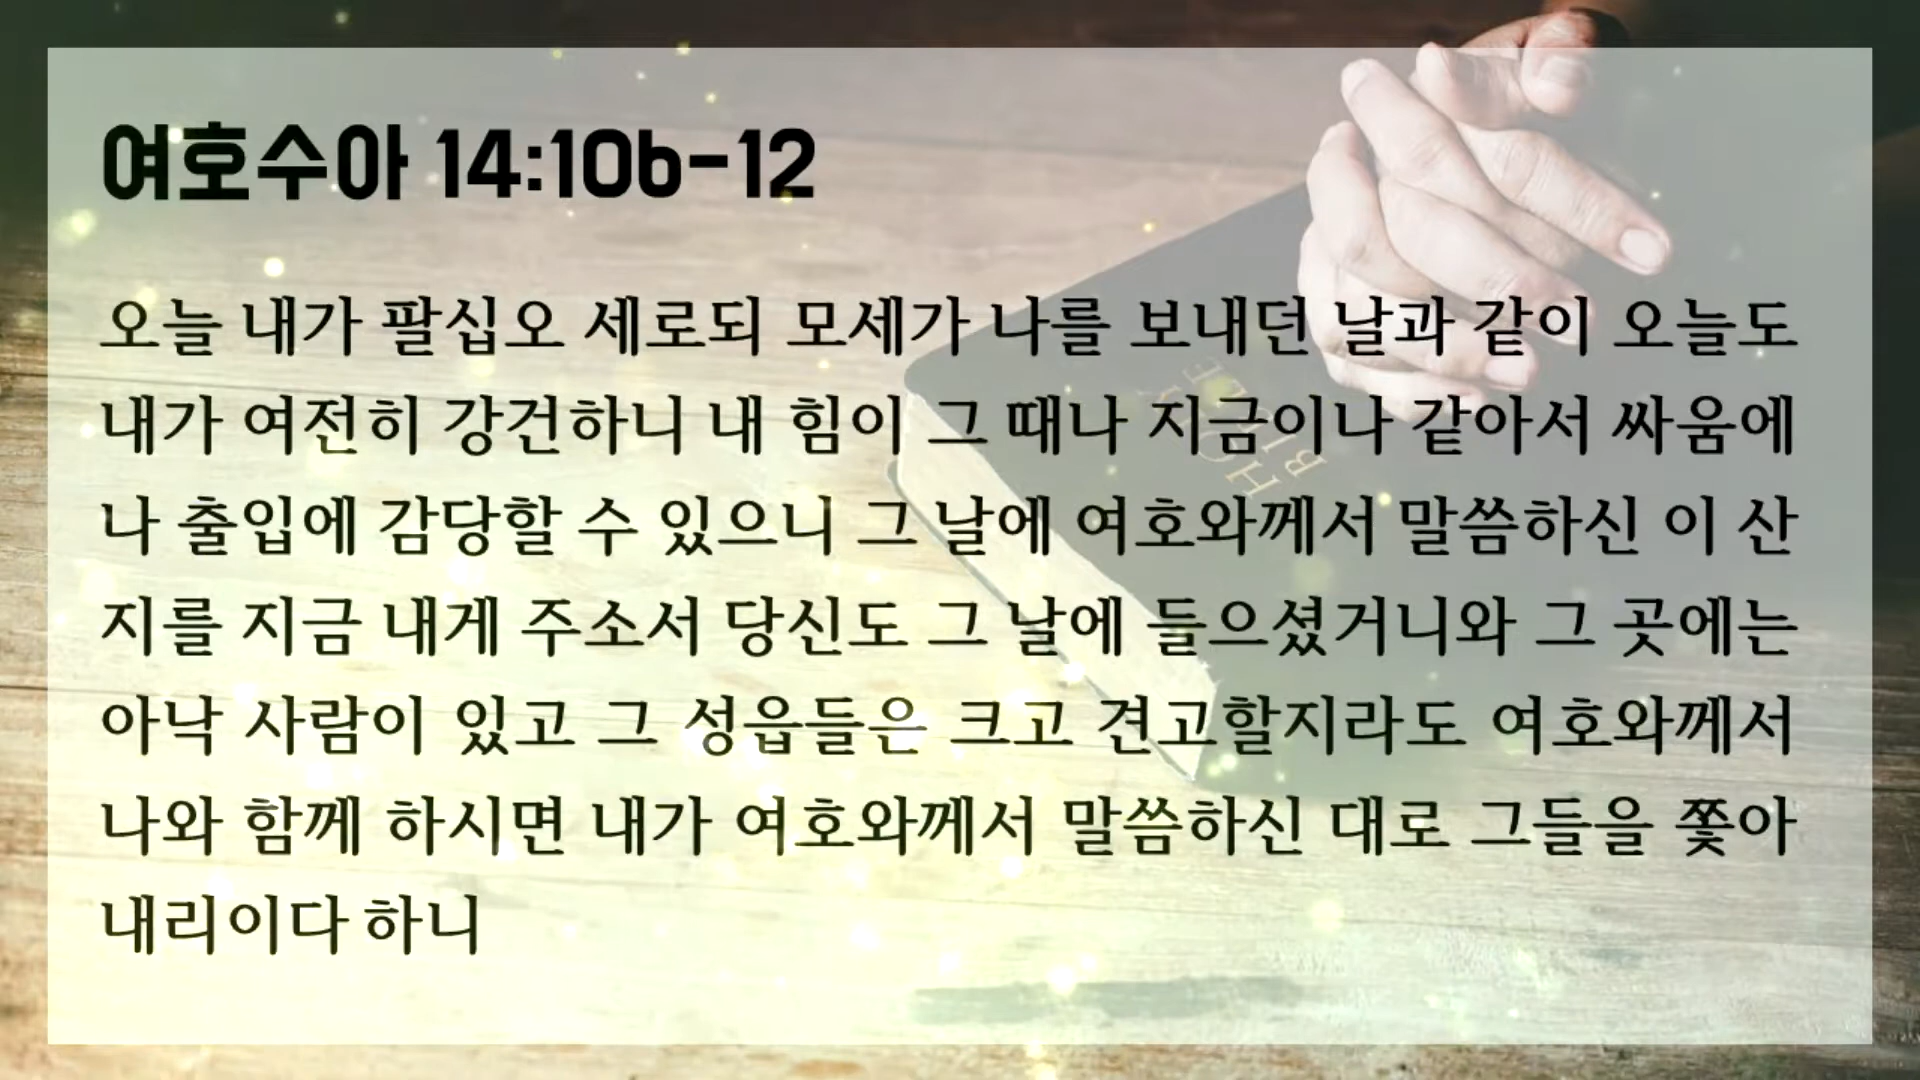 여호수아 14:10b-12
오늘 내가 팔십오 세로되 모세가 나를 보내던 날과 같이 오늘도
내가 여전히 강건하니 내 힘이 그 때나 지금이나 같아서 싸움에
나 출입에 감당할 수 있으니 그 날에 여호와께서 말씀하신 이 산
지를 지금 내게 주소서 당신도 그 날에 들으셨거니와 그 곳에는
아낙 사람이 있고 그 성읍들은 크고 견고할지라도 여호와께서
나와 함께 하시면 내가 여호와께서 말씀하신 대로 그들을 쫓아
내리이다 하니
HOLY
BIBLE